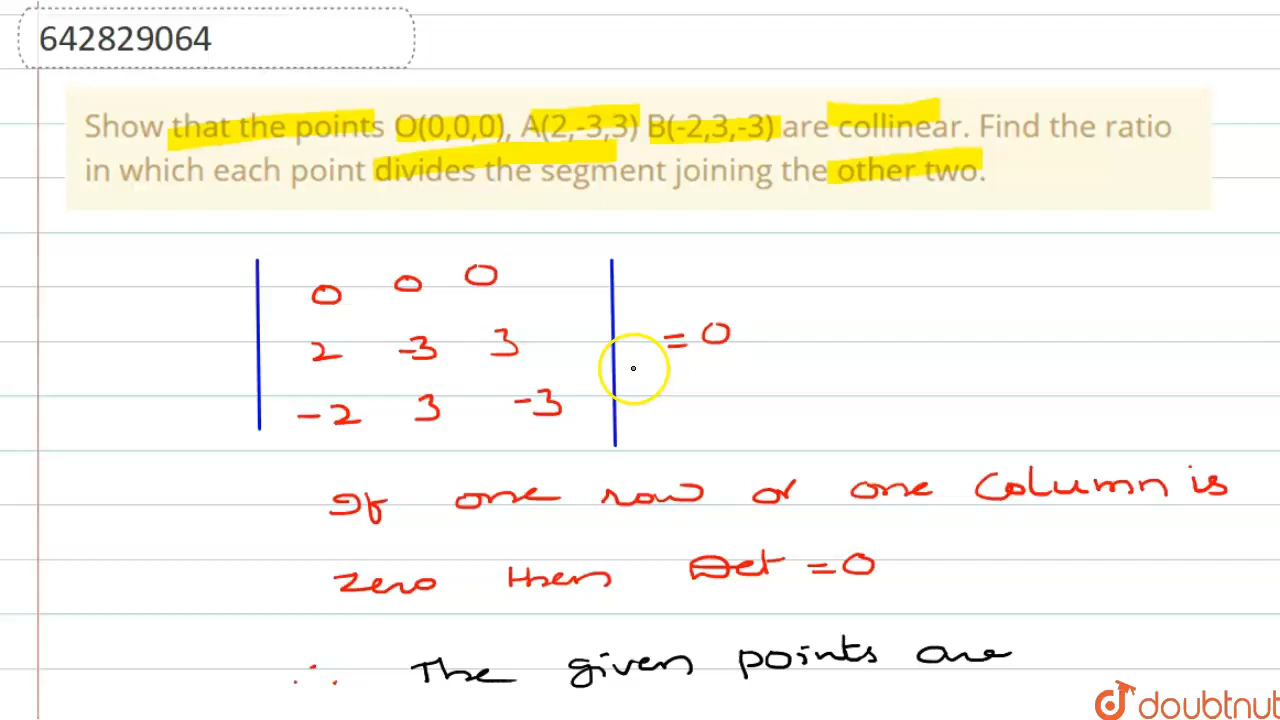 642829064
Show that the points O(0,0,0), A(2,-3,3) B(-2,3,-3) are collinear. Find the ratio
in which each point divides the segment joining the other two.
0 0 0
2 -3 3 = 0
-2 3 -3
If one row or one column is
zero then Det = 0
∴ The given points are
doubtnut